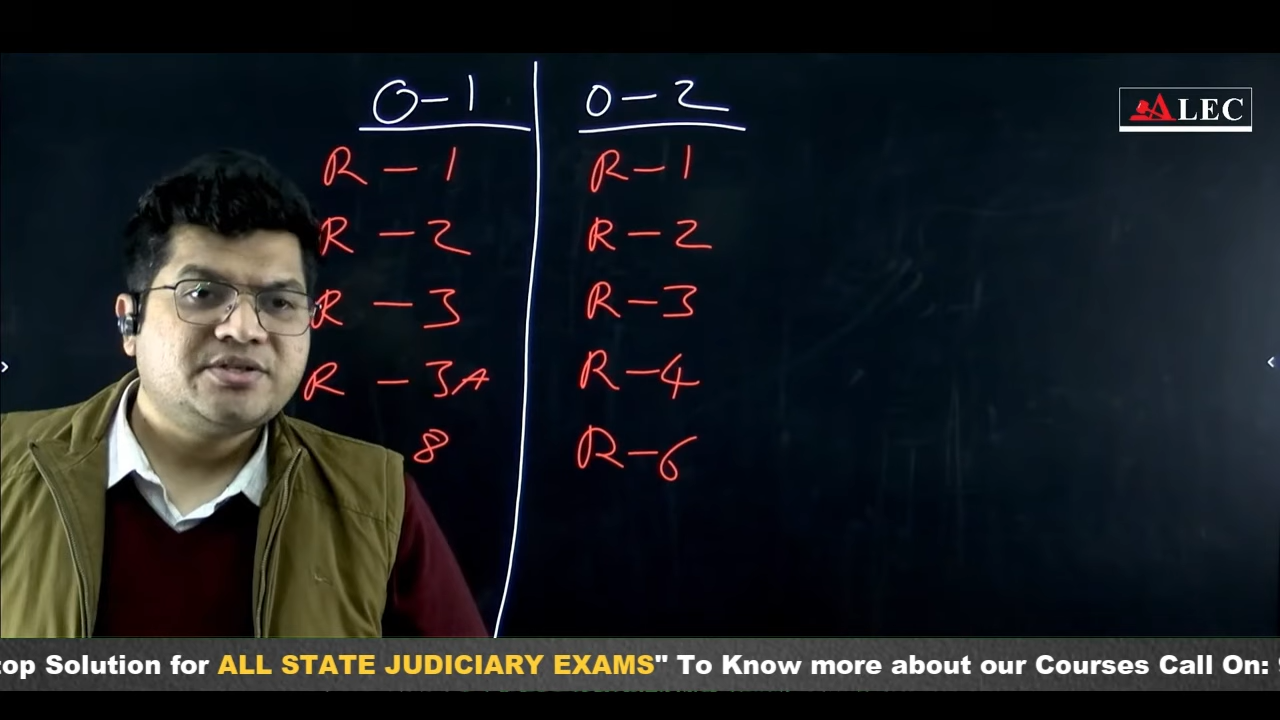 O-1
R - 1
R - 2
R - 3
R - 3A
8
O-2
R-1
R-2
R-3
R-4
R-6
ALEC
op Solution for ALL STATE JUDICIARY EXAMS" To Know more about our Courses Call On: